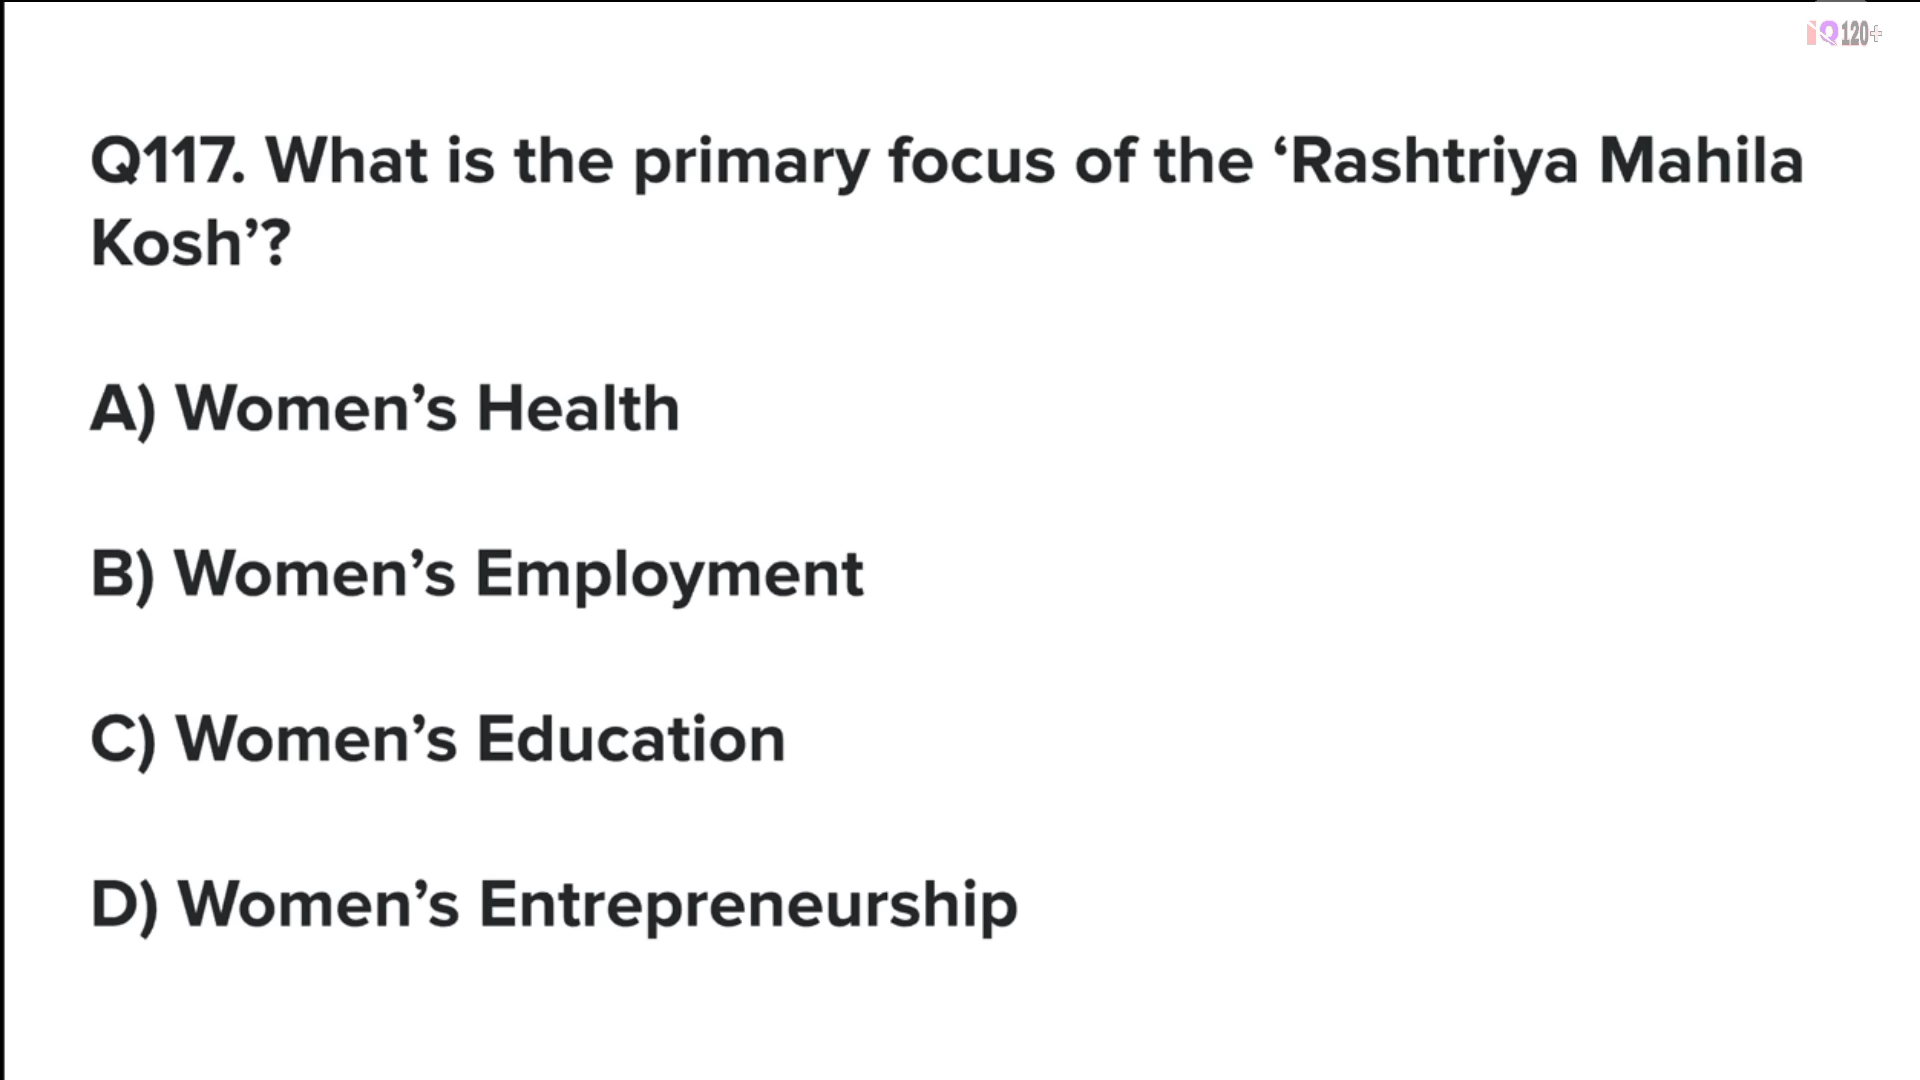 iQ120+
Q117. What is the primary focus of the ‘Rashtriya Mahila
Kosh’?
A) Women’s Health
B) Women’s Employment
C) Women’s Education
D) Women’s Entrepreneurship